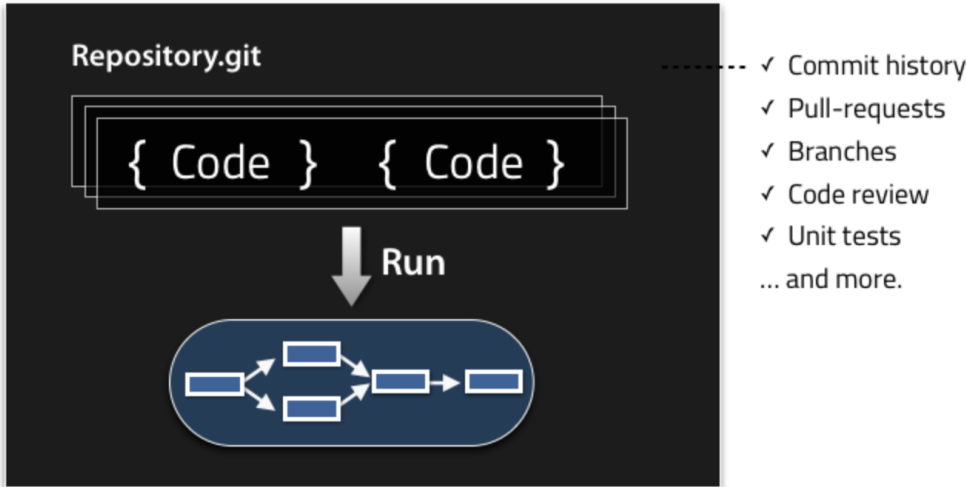 Repository.git
{ Code } { Code }
Run
✓ Commit history
✓ Pull-requests
✓ Branches
✓ Code review
✓ Unit tests
... and more.